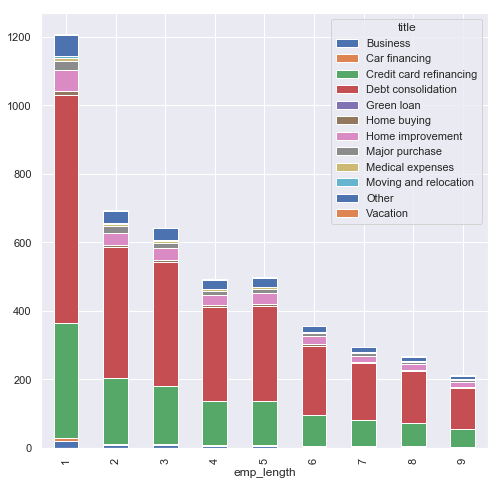 title
Business
Car financing
Credit card refinancing
Debt consolidation
Green loan
Home buying
Home improvement
Major purchase
Medical expenses
Moving and relocation
Other
Vacation
1200
1000
800
600
400
200
0
1 2 3 4 5 6 7 8 9
emp_length